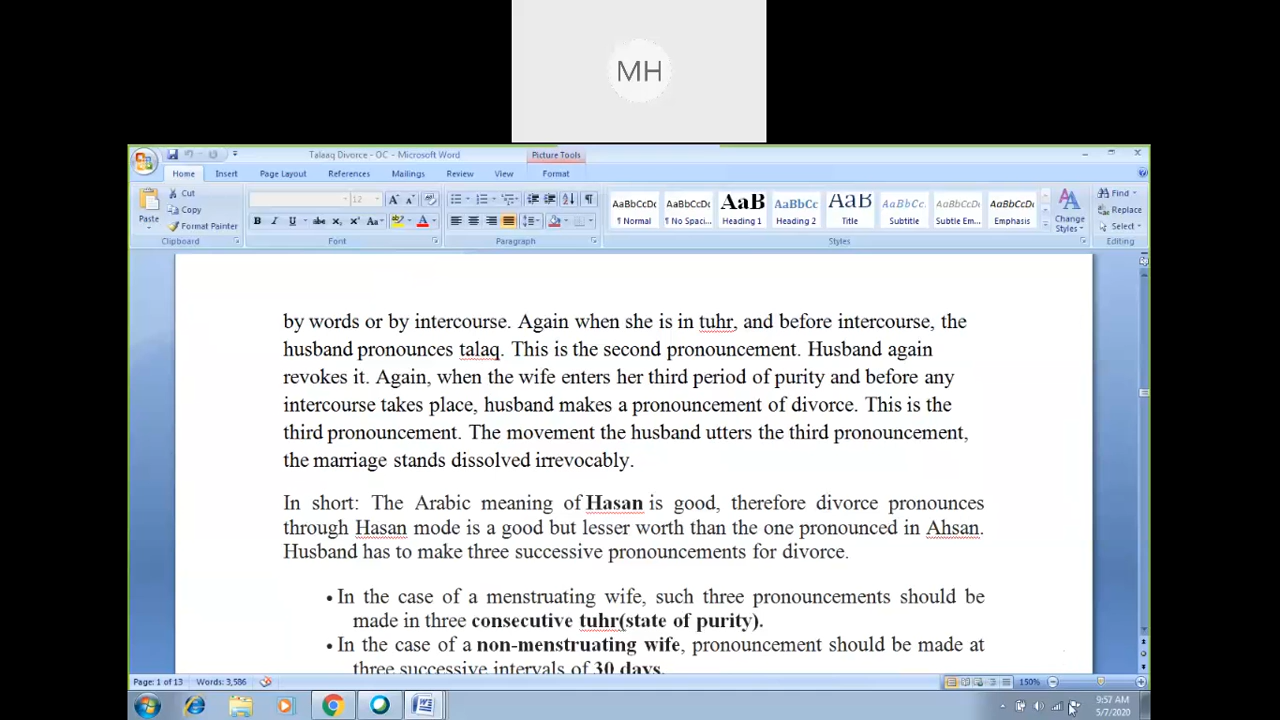 MH
Talaaq Divorce - OC - Microsoft Word
Picture Tools
Home Insert Page Layout References Mailings Review View Format
Paste
Cut
Copy
Format Painter
12
B I U abc x₂ x² Aa
AaBbCcDc AaBbCcDc AaB AaBbCc AaB AaBbCc AaBbCcDc AaBbCcDc
¶ Normal ¶ No Spaci... Heading 1 Heading 2 Title Subtitle Subtle Em... Emphasis
Change Styles
Find
Replace
Select
Clipboard Font Paragraph Styles Editing
by words or by intercourse. Again when she is in tuhr, and before intercourse, the
husband pronounces talaq. This is the second pronouncement. Husband again
revokes it. Again, when the wife enters her third period of purity and before any
intercourse takes place, husband makes a pronouncement of divorce. This is the
third pronouncement. The movement the husband utters the third pronouncement,
the marriage stands dissolved irrevocably.
In short: The Arabic meaning of Hasan is good, therefore divorce pronounces
through Hasan mode is a good but lesser worth than the one pronounced in Ahsan.
Husband has to make three successive pronouncements for divorce.
• In the case of a menstruating wife, such three pronouncements should be
made in three consecutive tuhr(state of purity).
• In the case of a non-menstruating wife, pronouncement should be made at
three successive intervals of 30 days.
Page: 1 of 13 Words: 3,586 150%
9:57 AM
5/7/2020